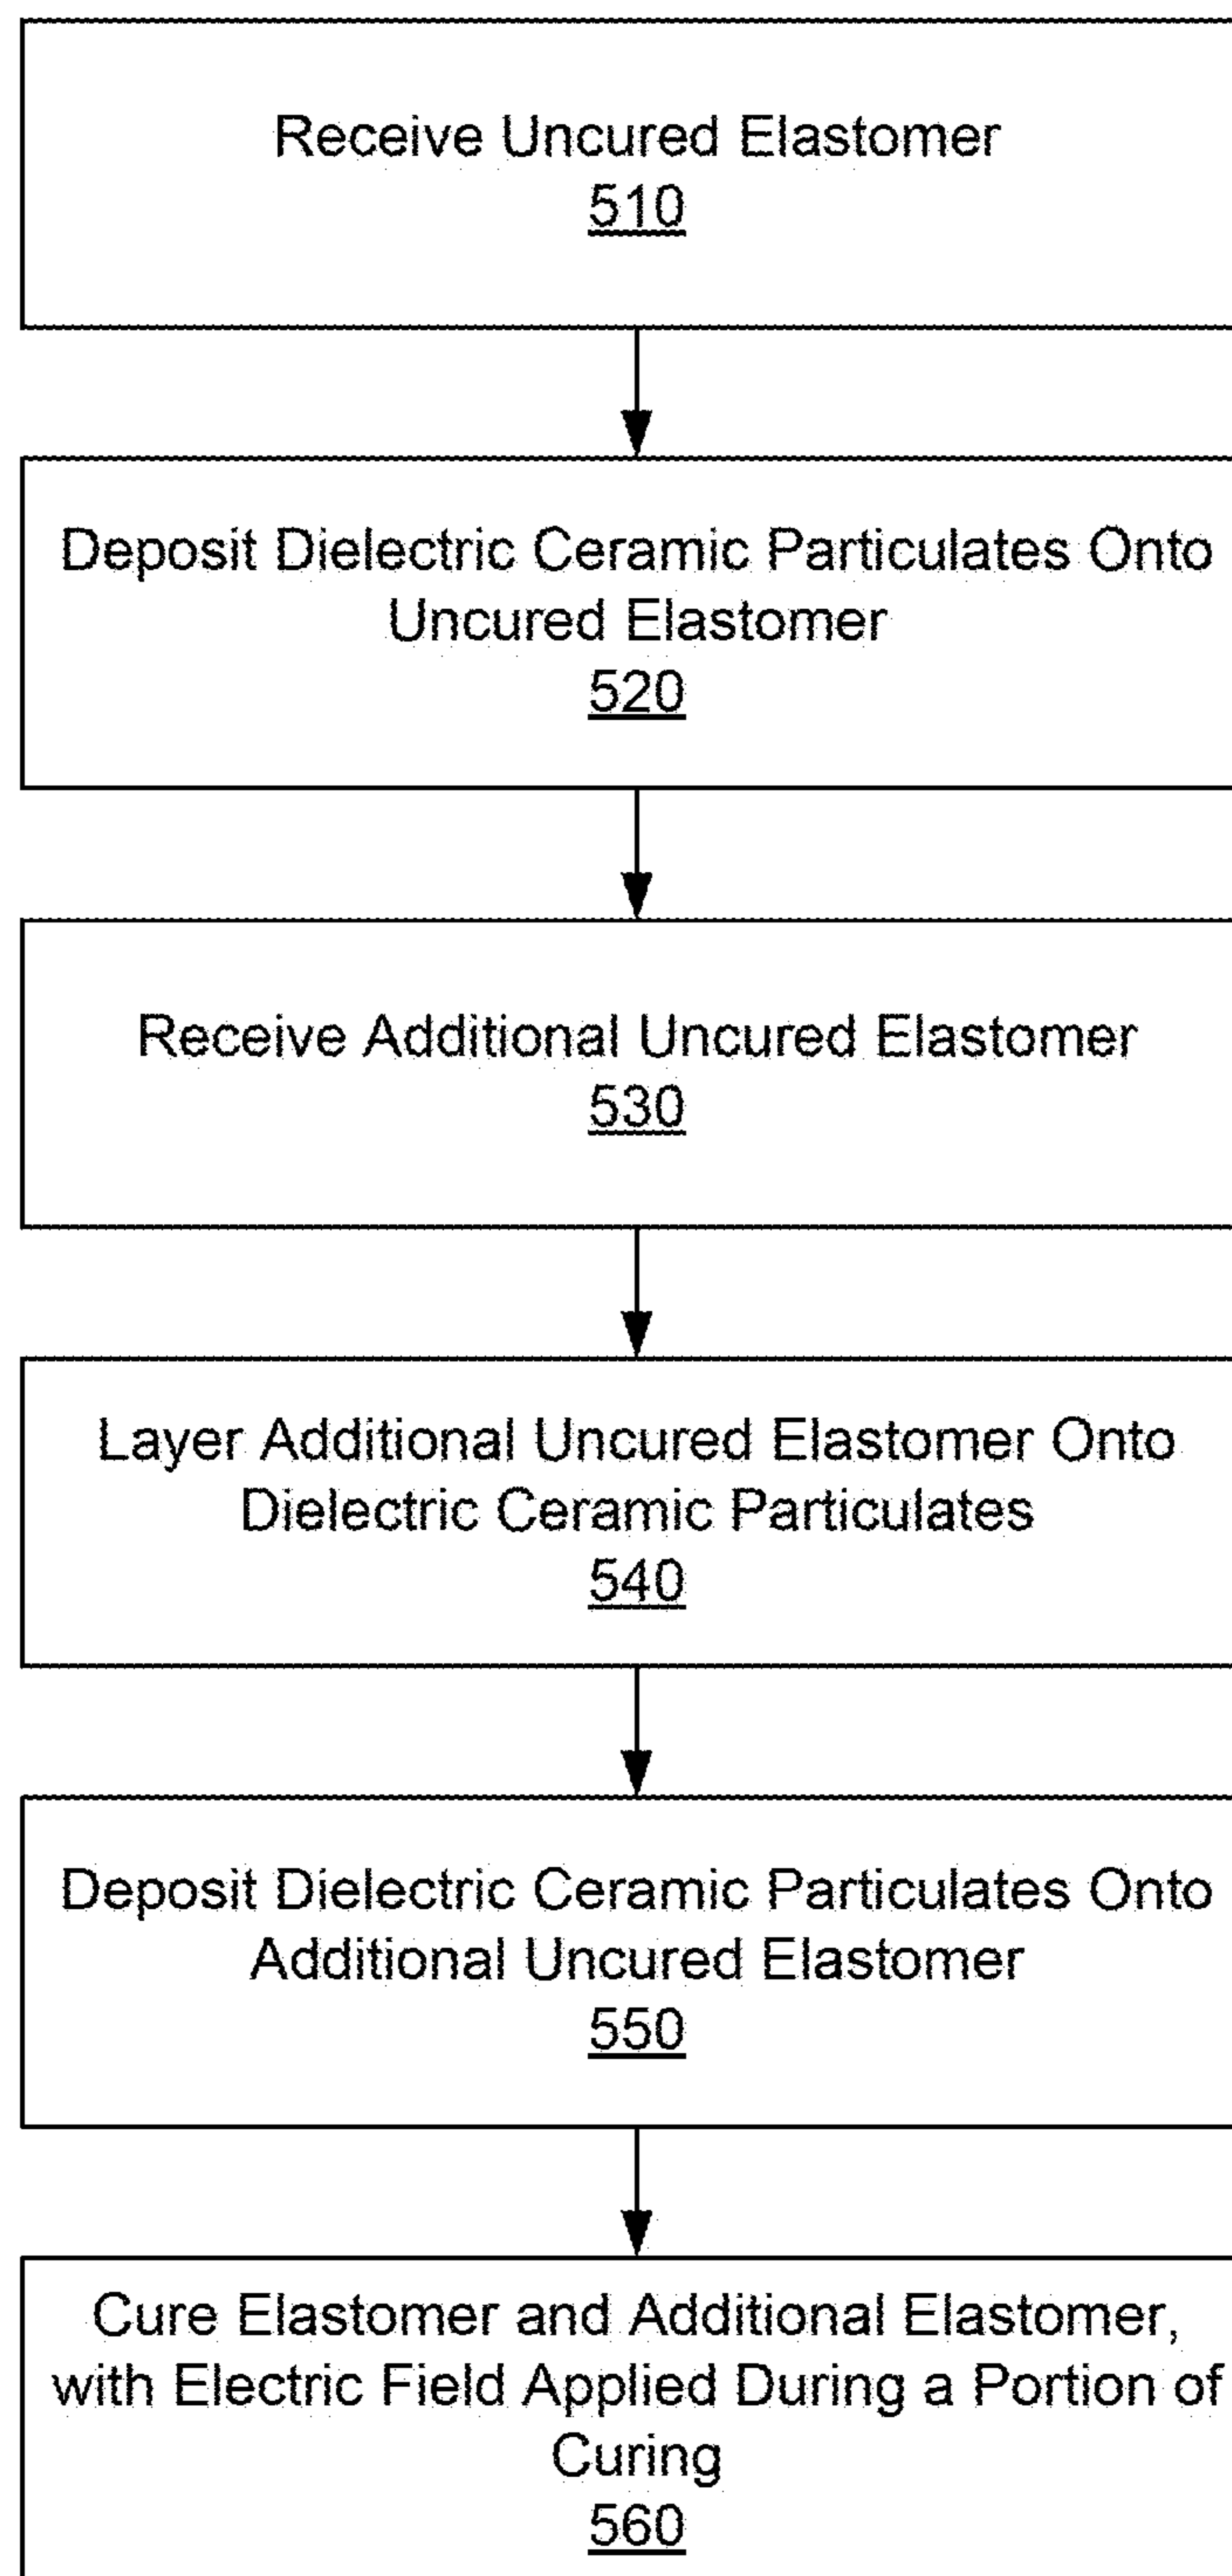 Receive Uncured Elastomer
510
Deposit Dielectric Ceramic Particulates Onto
Uncured Elastomer
520
Receive Additional Uncured Elastomer
530
Layer Additional Uncured Elastomer Onto
Dielectric Ceramic Particulates
540
Deposit Dielectric Ceramic Particulates Onto
Additional Uncured Elastomer
550
Cure Elastomer and Additional Elastomer,
with Electric Field Applied During a Portion of
Curing
560